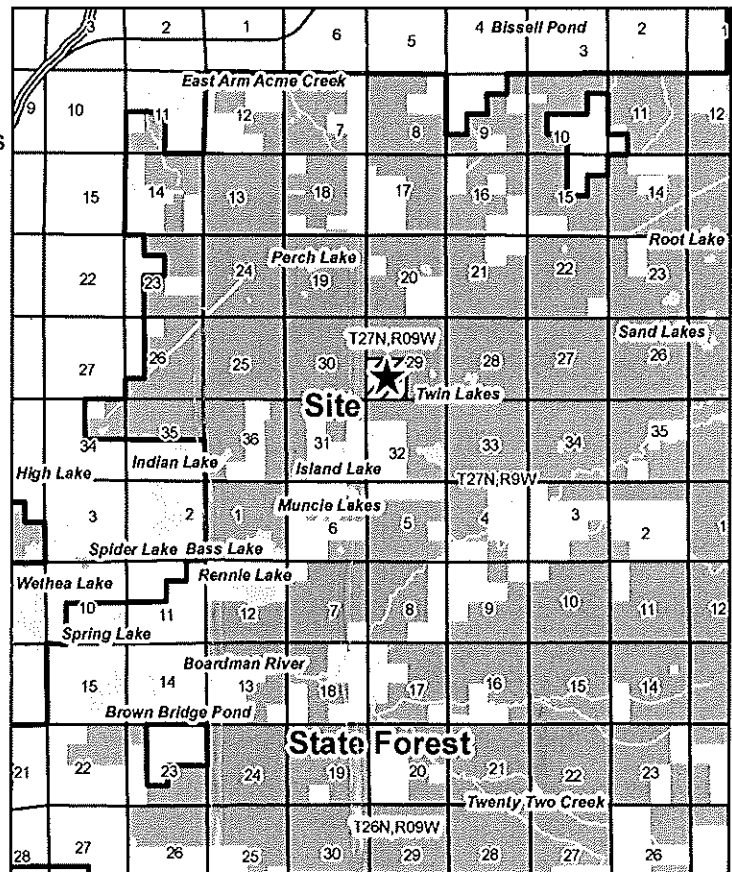 3 2 1 6 5 4 Bissell Pond 3 2 1
East Arm Acme Creek
9 10 11 12 7 8 9 10 11 12
S
15 14 13 18 17 16 15 14
Root Lake
Perch Lake
22 23 24 19 20 21 22 23
Sand Lakes
T27N,R09W
27 26 25 30 29 28 27 26
Twin Lakes
Site
34 35 36 31 32 33 34 35
Indian Lake
Island Lake
High Lake
T27N,R9W
Muncie Lakes
3 2 1 6 5 4 3 2 1
Spider Lake Bass Lake
Weihea Lake Rennie Lake
10 11 12 7 8 9 10 11 12
Spring Lake
Boardman River
15 14 13 18 17 16 15 14
Brown Bridge Pond
State Forest
21 22 23 24 19 20 21 22 23
Twenty Two Creek
T26N,R09W
28 27 26 25 30 29 28 27 26